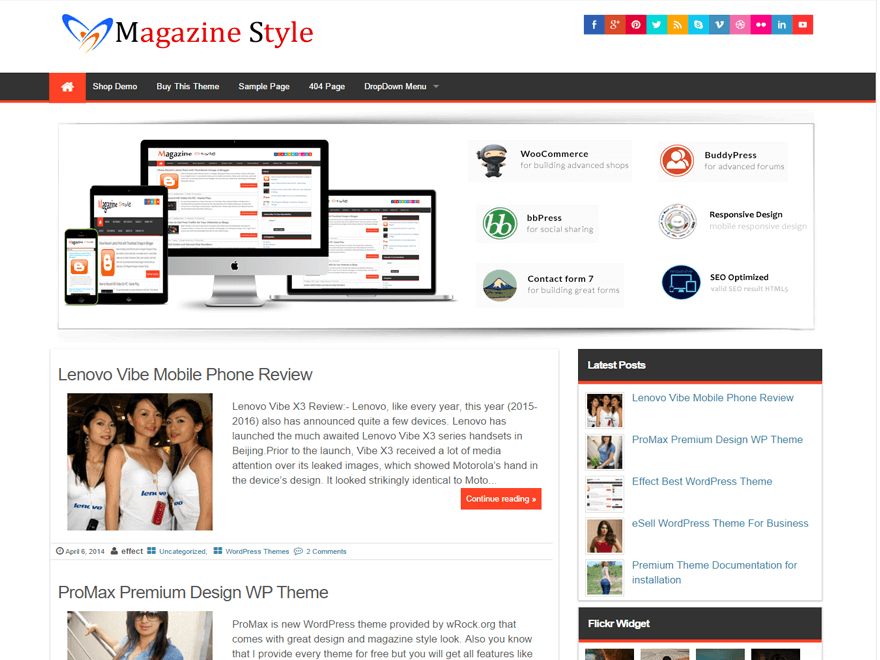 Magazine Style
Shop Demo
Buy This Theme
Sample Page
404 Page
DropDown Menu
WooCommerce
for building advanced shops
BuddyPress
for advanced forums
bbPress
for social sharing
Responsive Design
mobile responsive design
Contact form 7
for building great forms
SEO Optimized
valid SEO result HTML5
Lenovo Vibe Mobile Phone Review
Lenovo Vibe X3 Review:- Lenovo, like every year, this year (2015-
2016) also has announced quite a few devices. Lenovo has
launched the much awaited Lenovo Vibe X3 series handsets in
Beijing.Prior to the launch, Vibe X3 received a lot of media
attention over its leaked images, which showed Motorola's hand in
the device's design. It looked strikingly identical to Moto...
Continue reading »
April 6, 2014 effect Uncategorized, WordPress Themes 2 Comments
ProMax Premium Design WP Theme
ProMax is new WordPress theme provided by wRock.org that
comes with great design and magazine style look. Also you know
that I provide every theme for free but you will get all features like
Latest Posts
Lenovo Vibe Mobile Phone Review
ProMax Premium Design WP Theme
Effect Best WordPress Theme
eSell WordPress Theme For Business
Premium Theme Documentation for
installation
Flickr Widget